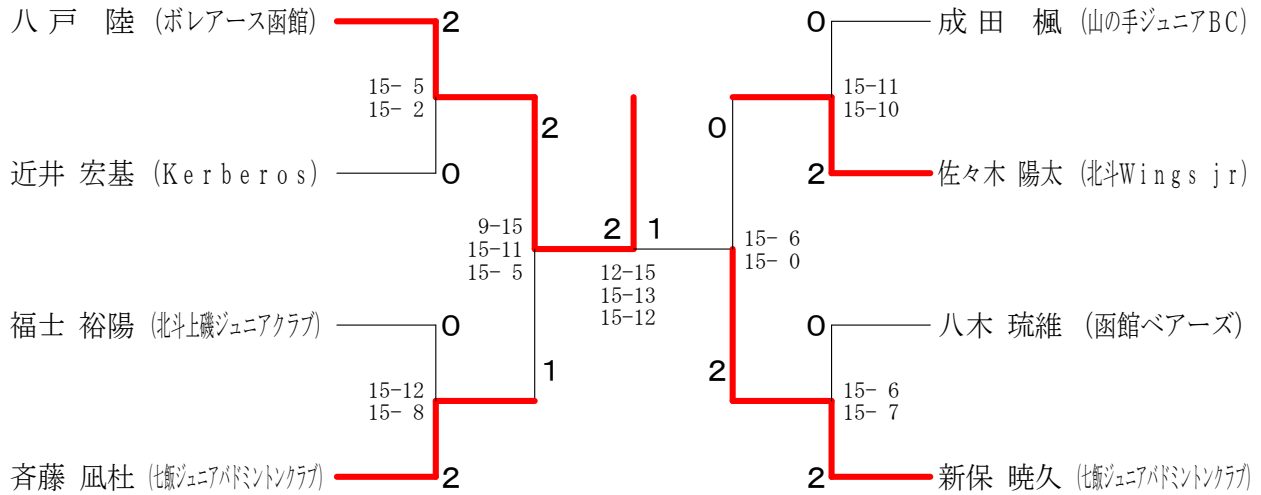 八戸 陸 (ボレアース函館) 2
0 成田 楓 (山の手ジュニアBC)
15- 5
15- 2
15-11
15-10
2
0
近井 宏基 (Kerberos) 0
2 佐々木 陽太 (北斗Wings jr)
9-15
15-11
15- 5
2 1
12-15
15-13
15-12
15- 6
15- 0
福士 裕陽 (北斗上磯ジュニアクラブ) 0
0 八木 琉維 (函館ベアーズ)
1
2
15-12
15- 8
15- 6
15- 7
斉藤 凪杜 (七飯ジュニアバドミントンクラブ) 2
2 新保 暁久 (七飯ジュニアバドミントンクラブ)